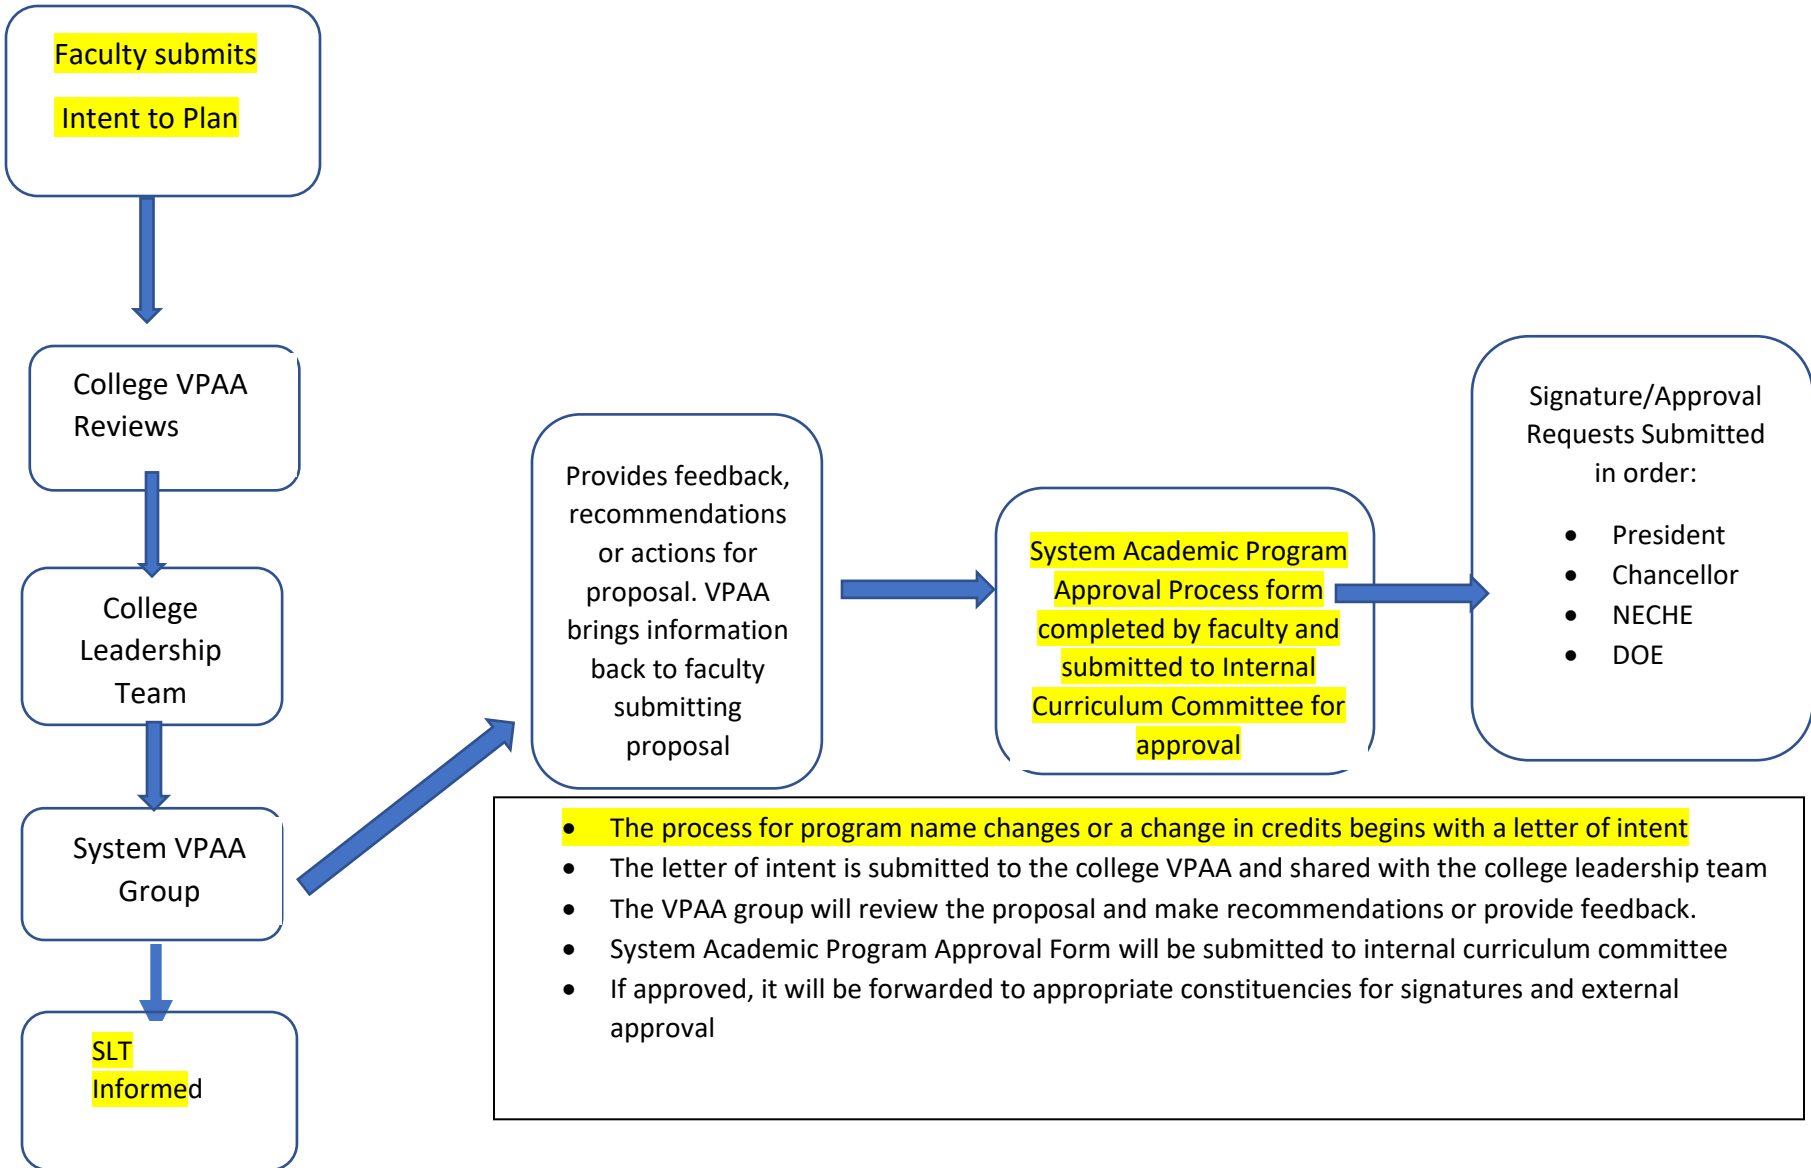 Faculty submits
Intent to Plan
College VPAA
Reviews
College
Leadership
Team
System VPAA
Group
SLT
Informed
Provides feedback,
recommendations
or actions for
proposal. VPAA
brings information
back to faculty
submitting
proposal
System Academic Program
Approval Process form
completed by faculty and
submitted to Internal
Curriculum Committee for
approval
Signature/Approval
Requests Submitted
in order:
• President
• Chancellor
• NECHE
• DOE
• The process for program name changes or a change in credits begins with a letter of intent
• The letter of intent is submitted to the college VPAA and shared with the college leadership team
• The VPAA group will review the proposal and make recommendations or provide feedback.
• System Academic Program Approval Form will be submitted to internal curriculum committee
• If approved, it will be forwarded to appropriate constituencies for signatures and external
approval